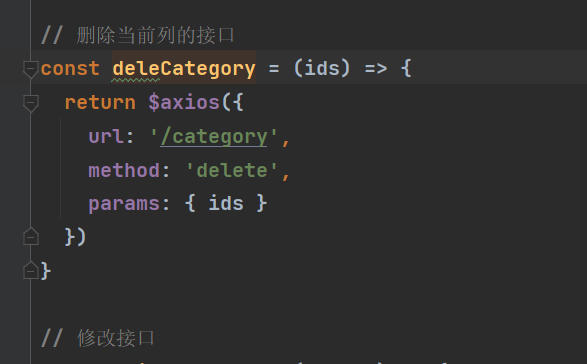 // 删除当前列的接口
const deleCategory = (ids) => {
  return $axios({
    url: '/category',
    method: 'delete',
    params: { ids }
  })
}
// 修改接口